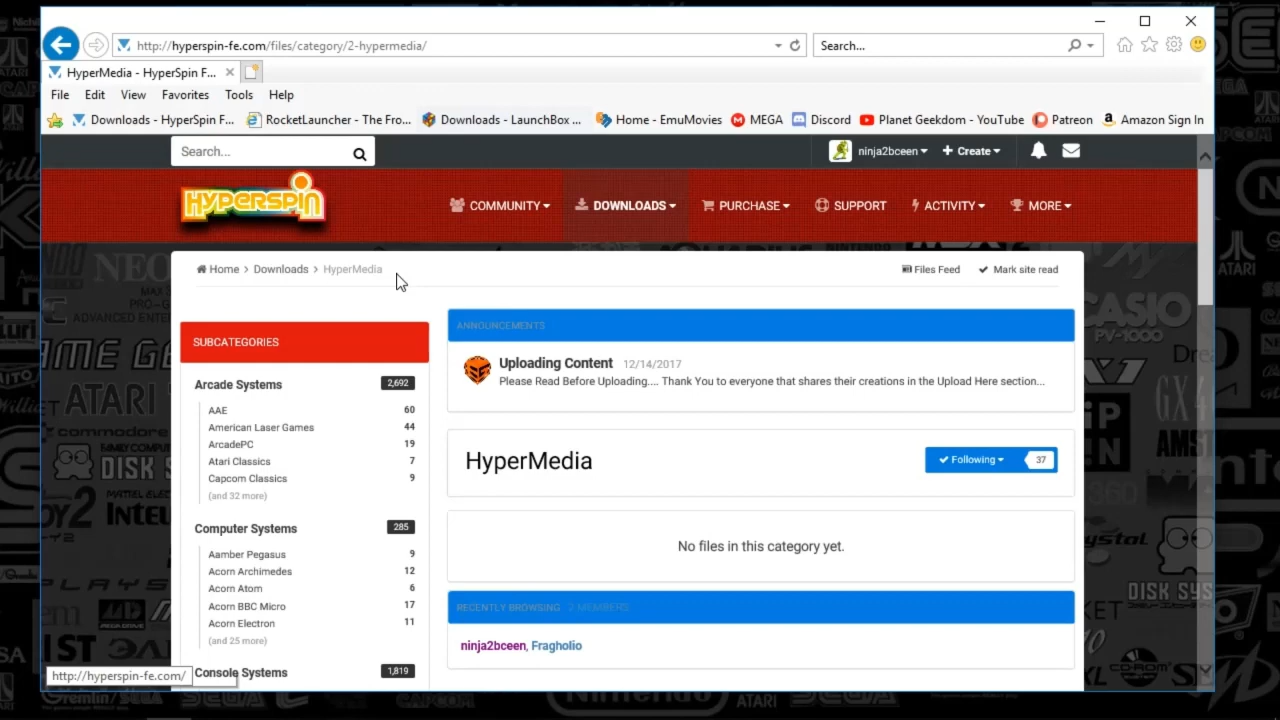 http://hyperspin-fe.com/files/category/2-hypermedia/
Search...
HyperMedia - HyperSpin F...
File Edit View Favorites Tools Help
Downloads - HyperSpin F... RocketLauncher - The Fro... Downloads - LaunchBox ... Home - EmuMovies MEGA Discord Planet Geekdom - YouTube Patreon Amazon Sign In
Search... ninja2bceen Create
HYPERSPIN COMMUNITY DOWNLOADS PURCHASE SUPPORT ACTIVITY MORE
Home > Downloads > HyperMedia Files Feed Mark site read
SUBCATEGORIES
Arcade Systems 2,692
AAE 60
American Laser Games 44
ArcadePC 19
Atari Classics 7
Capcom Classics 9
(and 32 more)
Computer Systems 285
Aamber Pegasus 9
Acorn Archimedes 12
Acorn Atom 6
Acorn BBC Micro 17
Acorn Electron 11
(and 25 more)
Console Systems 1,819
ANNOUNCEMENTS
Uploading Content 12/14/2017
Please Read Before Uploading.... Thank You to everyone that shares their creations in the Upload Here section...
HyperMedia
Following 37
No files in this category yet.
RECENTLY BROWSING 2 MEMBERS
ninja2bceen, Fragholio
http://hyperspin-fe.com/